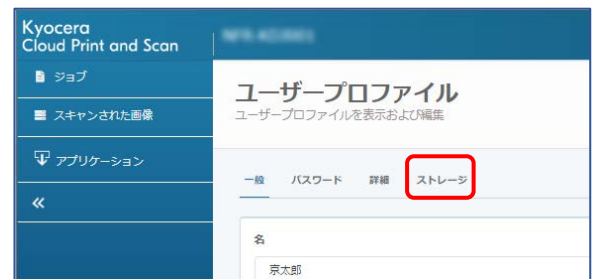 Kyocera
Cloud Print and Scan
ジョブ
スキャンされた画像
アプリケーション
«
ユーザープロファイル
ユーザープロファイルを表示および編集
一般 パスワード 詳細 ストレージ
名
京太郎